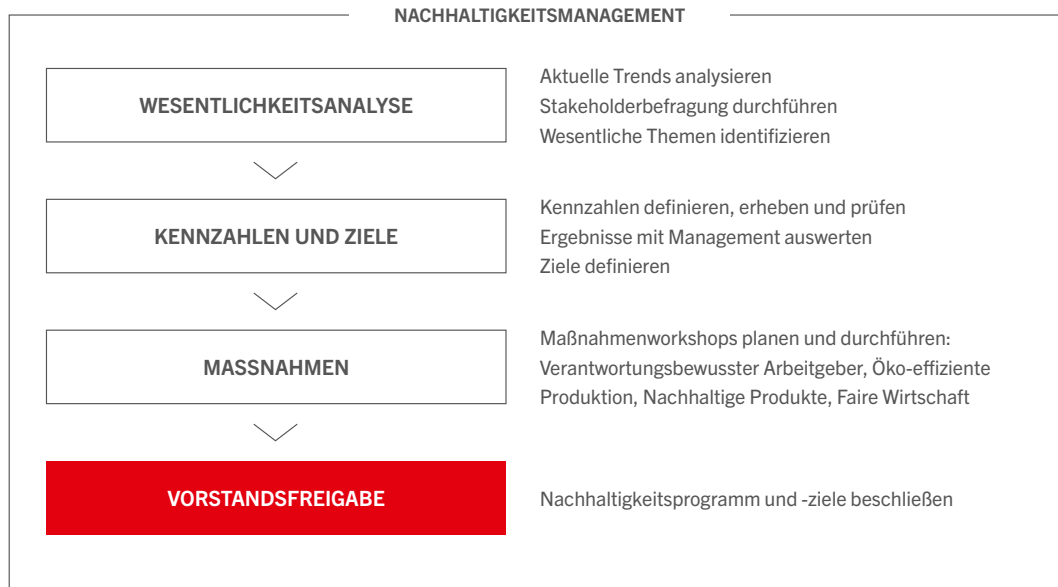 NACHHALTIGKEITSMANAGEMENT
WESENTLICHKEITSANALYSE
Aktuelle Trends analysieren
Stakeholderbefragung durchführen
Wesentliche Themen identifizieren
KENNZAHLEN UND ZIELE
Kennzahlen definieren, erheben und prüfen
Ergebnisse mit Management auswerten
Ziele definieren
MASSNAHMEN
Maßnahmenworkshops planen und durchführen:
Verantwortungsbewusster Arbeitgeber, Öko-effiziente
Produktion, Nachhaltige Produkte, Faire Wirtschaft
VORSTANDSFREIGABE
Nachhaltigkeitsprogramm und -ziele beschließen